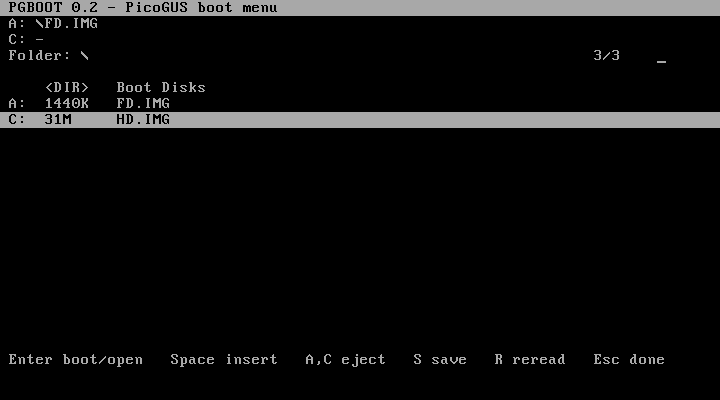 PGBOOT 0.2 - PicoGUS boot menu
A: \FD.IMG
C: -
Folder: \ 3/3 _
<DIR> Boot Disks
A: 1440K FD.IMG
C: 31M HD.IMG
Enter boot/open Space insert A,C eject S save R reread Esc done